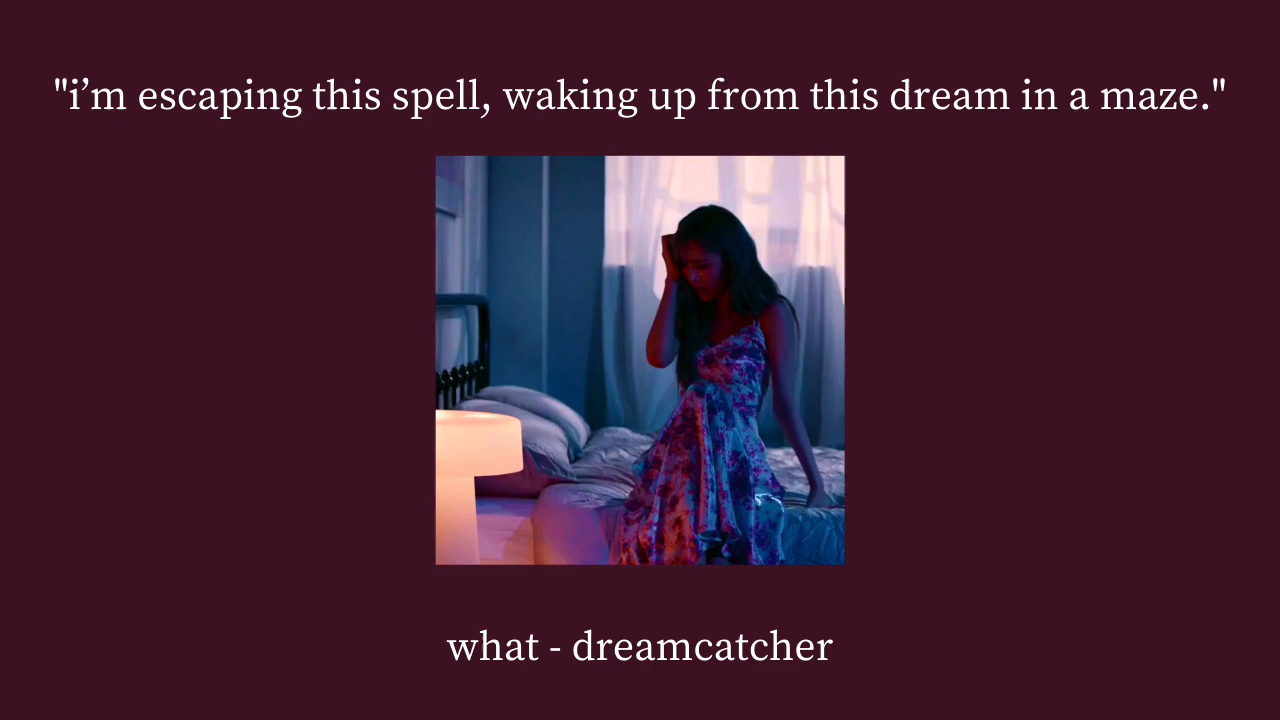 "i’m escaping this spell, waking up from this dream in a maze."
what - dreamcatcher